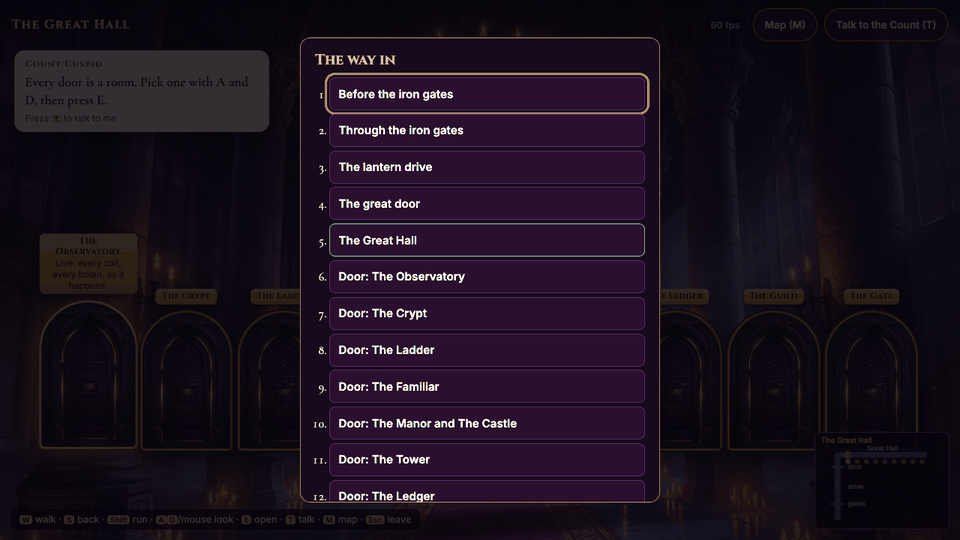 The Great Hall
60 fps
Map (M)
Talk to the Count (T)
Count Cuspid
Every door is a room. Pick one with A and
D, then press E.
Press T to talk to me
The way in
1. Before the iron gates
2. Through the iron gates
3. The lantern drive
4. The great door
5. The Great Hall
6. Door: The Observatory
7. Door: The Crypt
8. Door: The Ladder
9. Door: The Familiar
10. Door: The Manor and The Castle
11. Door: The Tower
12. Door: The Ledger
The
Observatory
Live: every call,
every token, as it
happens.
The Crypt
The Ladd
e Ledger
The Guild
The Gate
The Great Hall
Great Hall
door
drive
gates
W walk · S back · Shift run · A D/mouse look · E open · T talk · M map · Esc leave